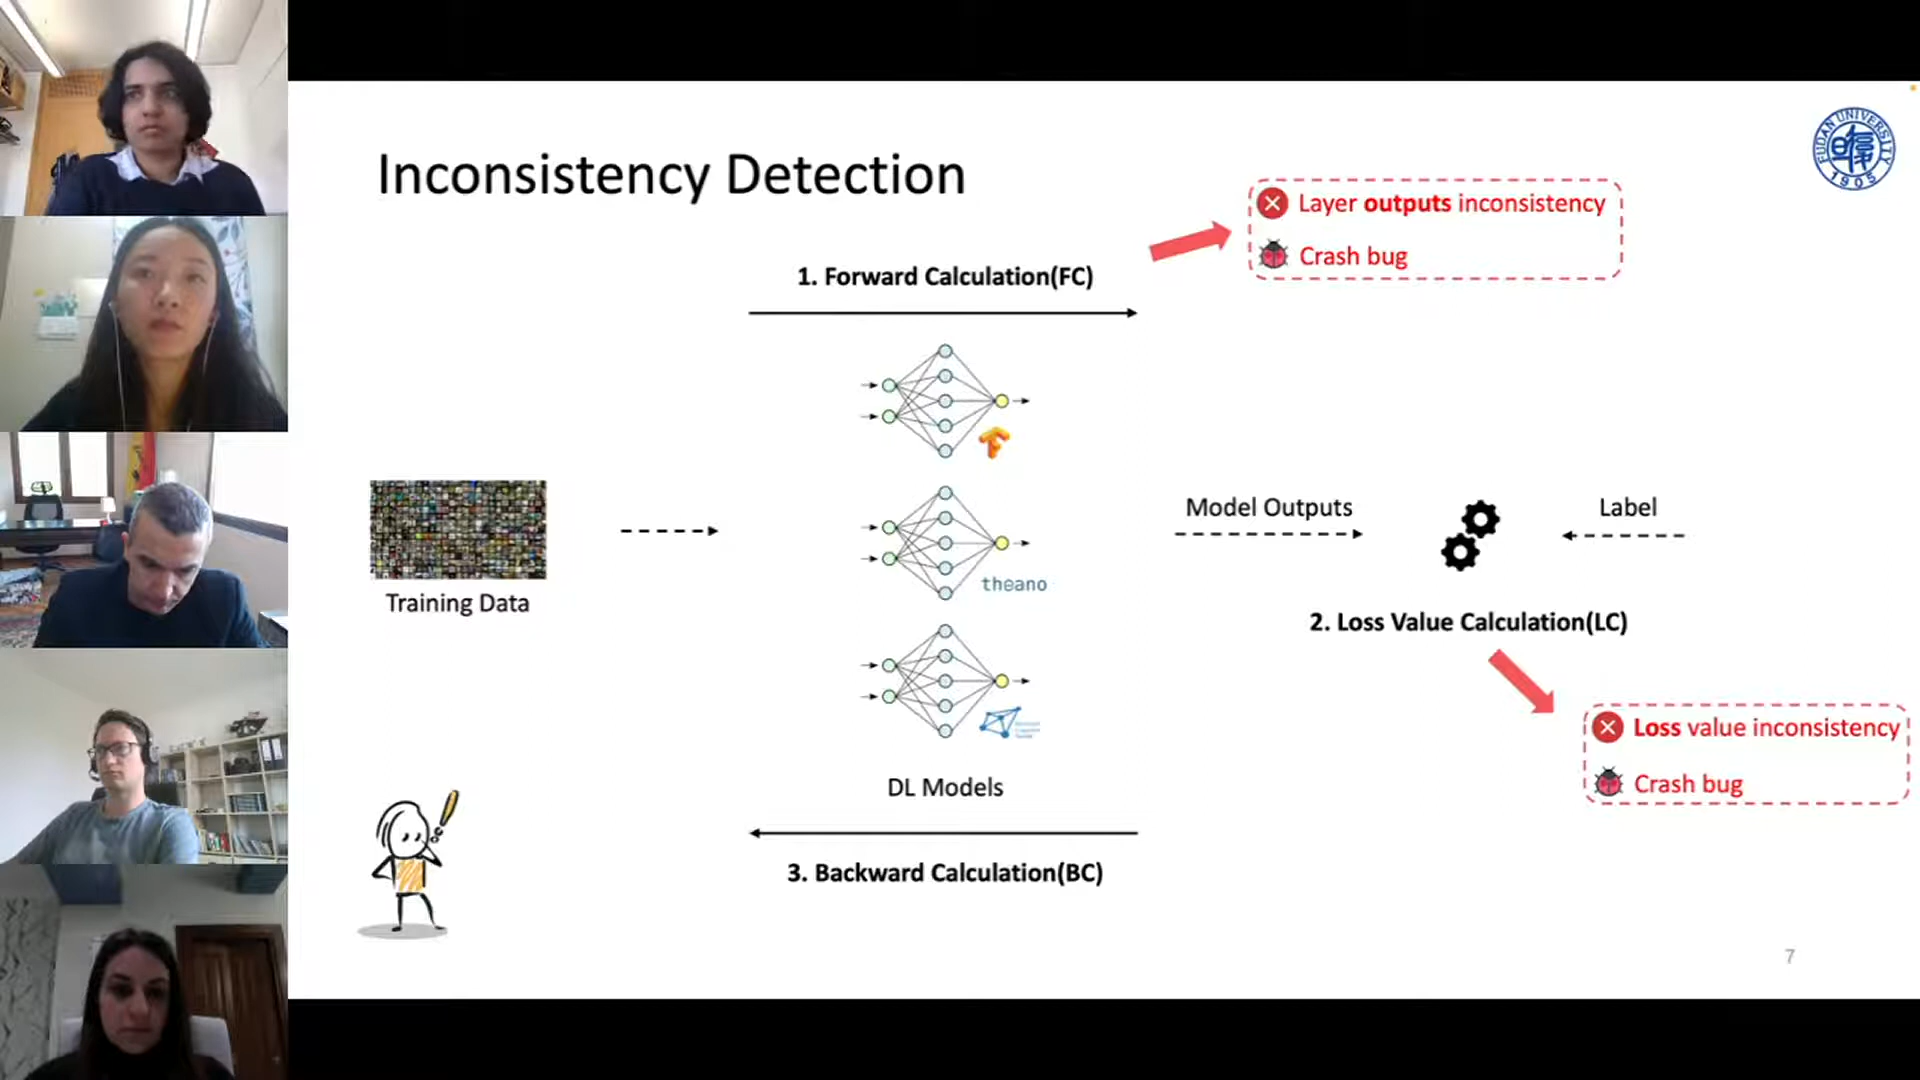 Inconsistency Detection
FUDAN UNIVERSITY
1905
Layer outputs inconsistency
Crash bug
1. Forward Calculation(FC)
theano
Training Data
Model Outputs
Label
2. Loss Value Calculation(LC)
Loss value inconsistency
Crash bug
DL Models
3. Backward Calculation(BC)
7